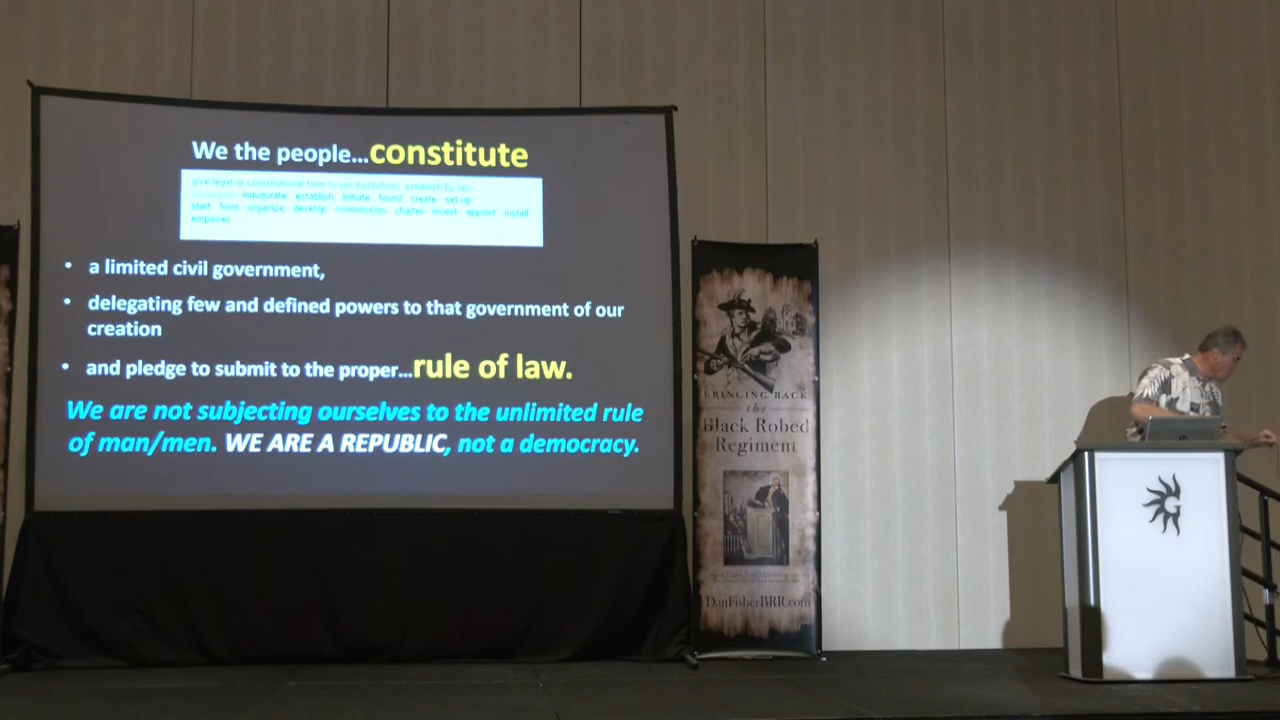 We the people...constitute
give legal or constitutional form to (an institution); establish by law.
inaugurate establish initiate found create set up
start form organize develop commission charter invest appoint install
empower
• a limited civil government,
• delegating few and defined powers to that government of our
creation
• and pledge to submit to the proper...rule of law.
We are not subjecting ourselves to the unlimited rule
of man/men. WE ARE A REPUBLIC, not a democracy.
BRINGING BACK
the
Black Robed
Regiment
DanFisherBRR.com